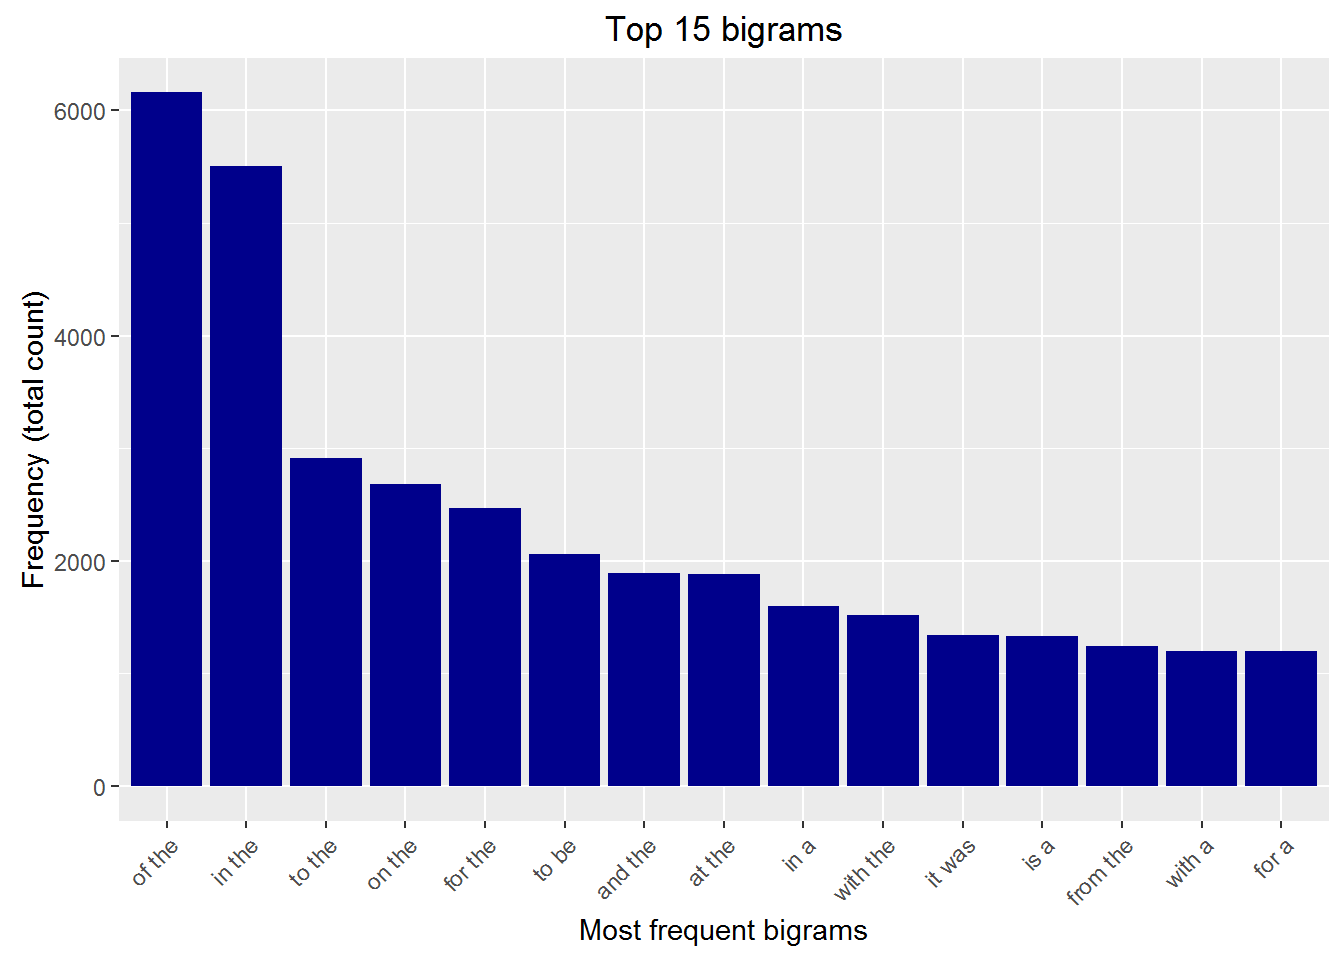 Top 15 bigrams
Frequency (total count)
6000
4000
2000
0
of the
in the
to the
on the
for the
to be
and the
at the
in a
with the
it was
is a
from the
with a
for a
Most frequent bigrams